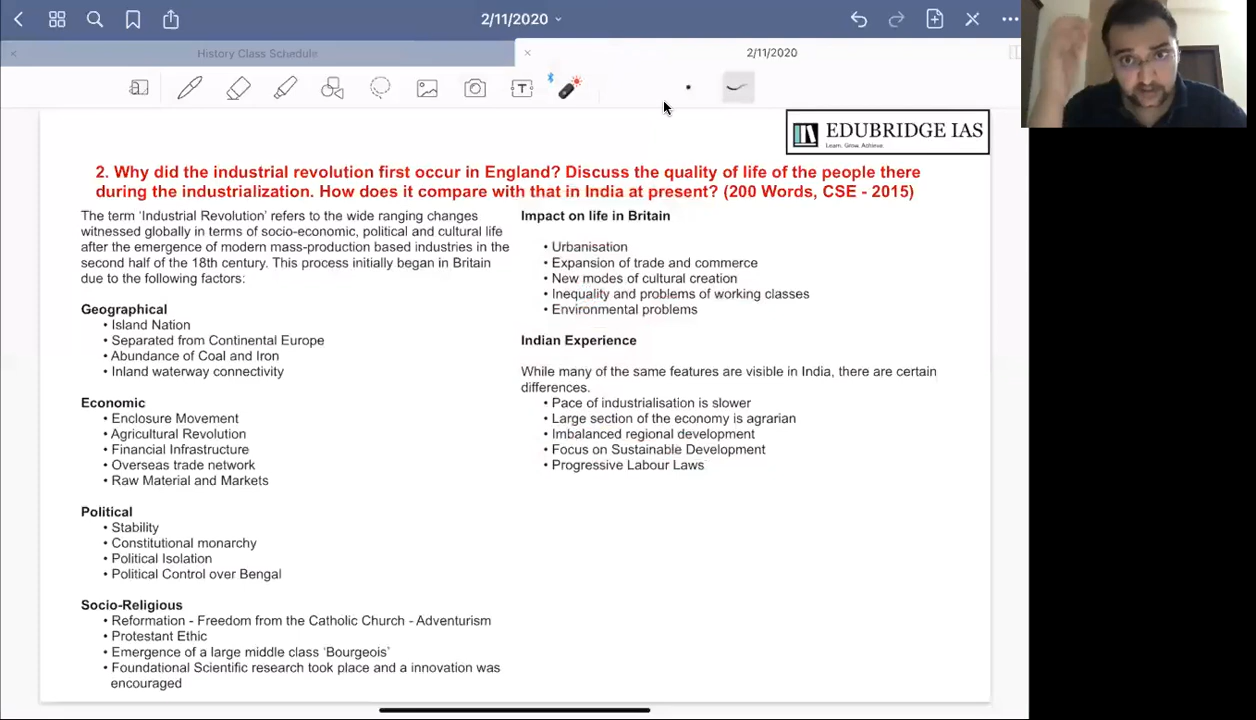 2/11/2020
History Class Schedule
2/11/2020
T
EDUBRIDGE IAS
Learn. Grow. Achieve.
2. Why did the industrial revolution first occur in England? Discuss the quality of life of the people there
during the industrialization. How does it compare with that in India at present? (200 Words, CSE - 2015)
The term ‘Industrial Revolution’ refers to the wide ranging changes
witnessed globally in terms of socio-economic, political and cultural life
after the emergence of modern mass-production based industries in the
second half of the 18th century. This process initially began in Britain
due to the following factors:
Geographical
• Island Nation
• Separated from Continental Europe
• Abundance of Coal and Iron
• Inland waterway connectivity
Economic
• Enclosure Movement
• Agricultural Revolution
• Financial Infrastructure
• Overseas trade network
• Raw Material and Markets
Political
• Stability
• Constitutional monarchy
• Political Isolation
• Political Control over Bengal
Socio-Religious
• Reformation - Freedom from the Catholic Church - Adventurism
• Protestant Ethic
• Emergence of a large middle class ‘Bourgeois’
• Foundational Scientific research took place and a innovation was
encouraged
Impact on life in Britain
• Urbanisation
• Expansion of trade and commerce
• New modes of cultural creation
• Inequality and problems of working classes
• Environmental problems
Indian Experience
While many of the same features are visible in India, there are certain
differences.
• Pace of industrialisation is slower
• Large section of the economy is agrarian
• Imbalanced regional development
• Focus on Sustainable Development
• Progressive Labour Laws